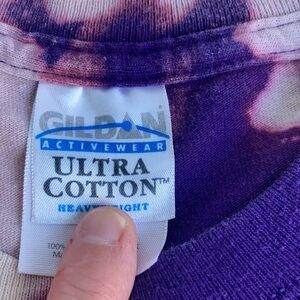 GILDAN
ACTIVEWEAR
ULTRA
COTTON™
HEAVYWEIGHT
100%